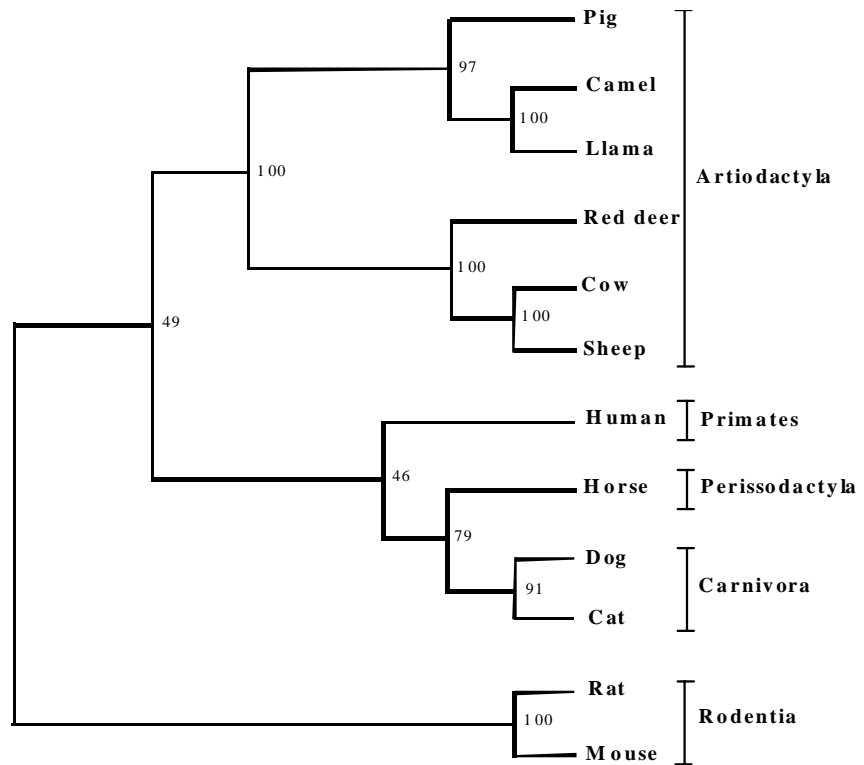 Pig
97
Camel
100
Llama
100
Artiodactyla
Red deer
100
Cow
100
Sheep
49
Human
Primates
46
Horse
Perissodactyla
79
Dog
91
Carnivora
Cat
Rat
100
Rodentia
Mouse